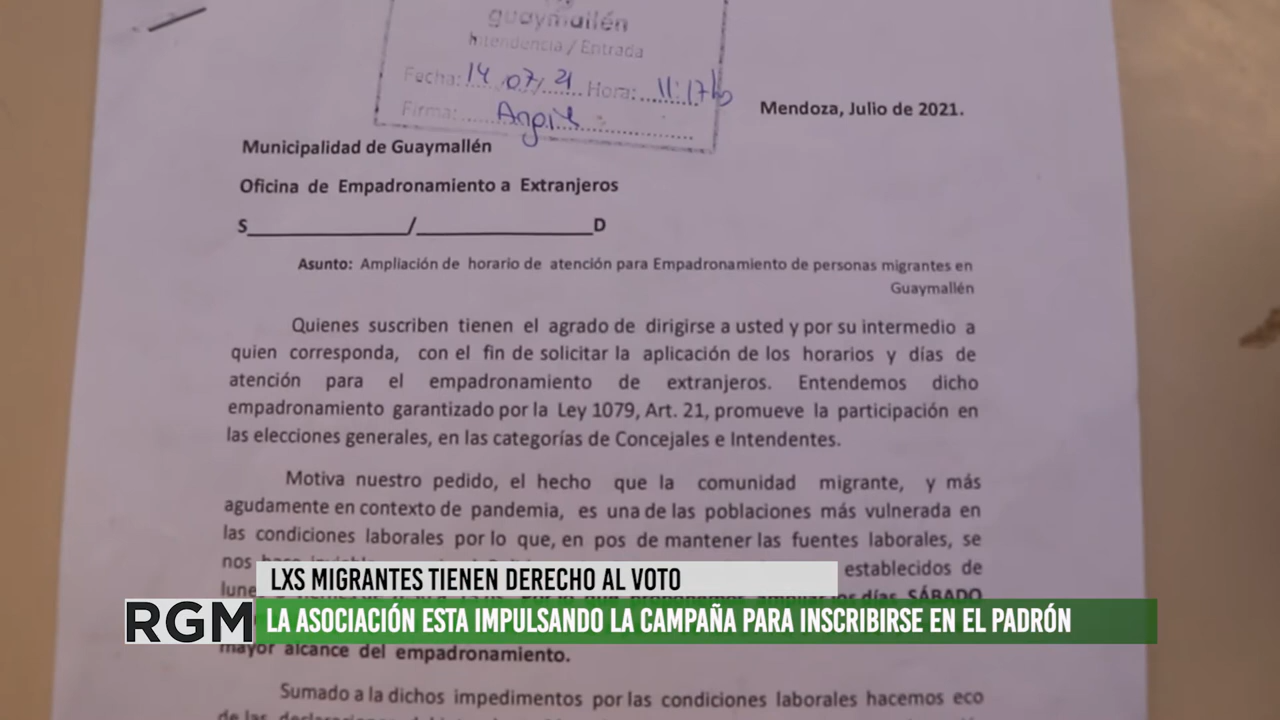 guaymallén
Intendencia / Entrada
Fecha: 14 07/21 Hora: 11:17hs
Firma:
Mendoza, Julio de 2021.
Municipalidad de Guaymallén
Oficina de Empadronamiento a Extranjeros
S_______________/_________________D
Asunto: Ampliación de horario de atención para Empadronamiento de personas migrantes en
Guaymallén
Quienes suscriben tienen el agrado de dirigirse a usted y por su intermedio a
quien corresponda, con el fin de solicitar la aplicación de los horarios y días de
atención para el empadronamiento de extranjeros. Entendemos dicho
empadronamiento garantizado por la Ley 1079, Art. 21, promueve la participación en
las elecciones generales, en las categorías de Concejales e Intendentes.
Motiva nuestro pedido, el hecho que la comunidad migrante, y más
agudamente en contexto de pandemia, es una de las poblaciones más vulnerada en
las condiciones laborales por lo que, en pos de mantener las fuentes laborales, se
nos establecidos de
días, SÁBADO
LXS MIGRANTES TIENEN DERECHO AL VOTO
RGM LA ASOCIACIÓN ESTA IMPULSANDO LA CAMPAÑA PARA INSCRIBIRSE EN EL PADRÓN
mayor alcance del empadronamiento.
Sumado a la dichos impedimentos por las condiciones laborales hacemos eco